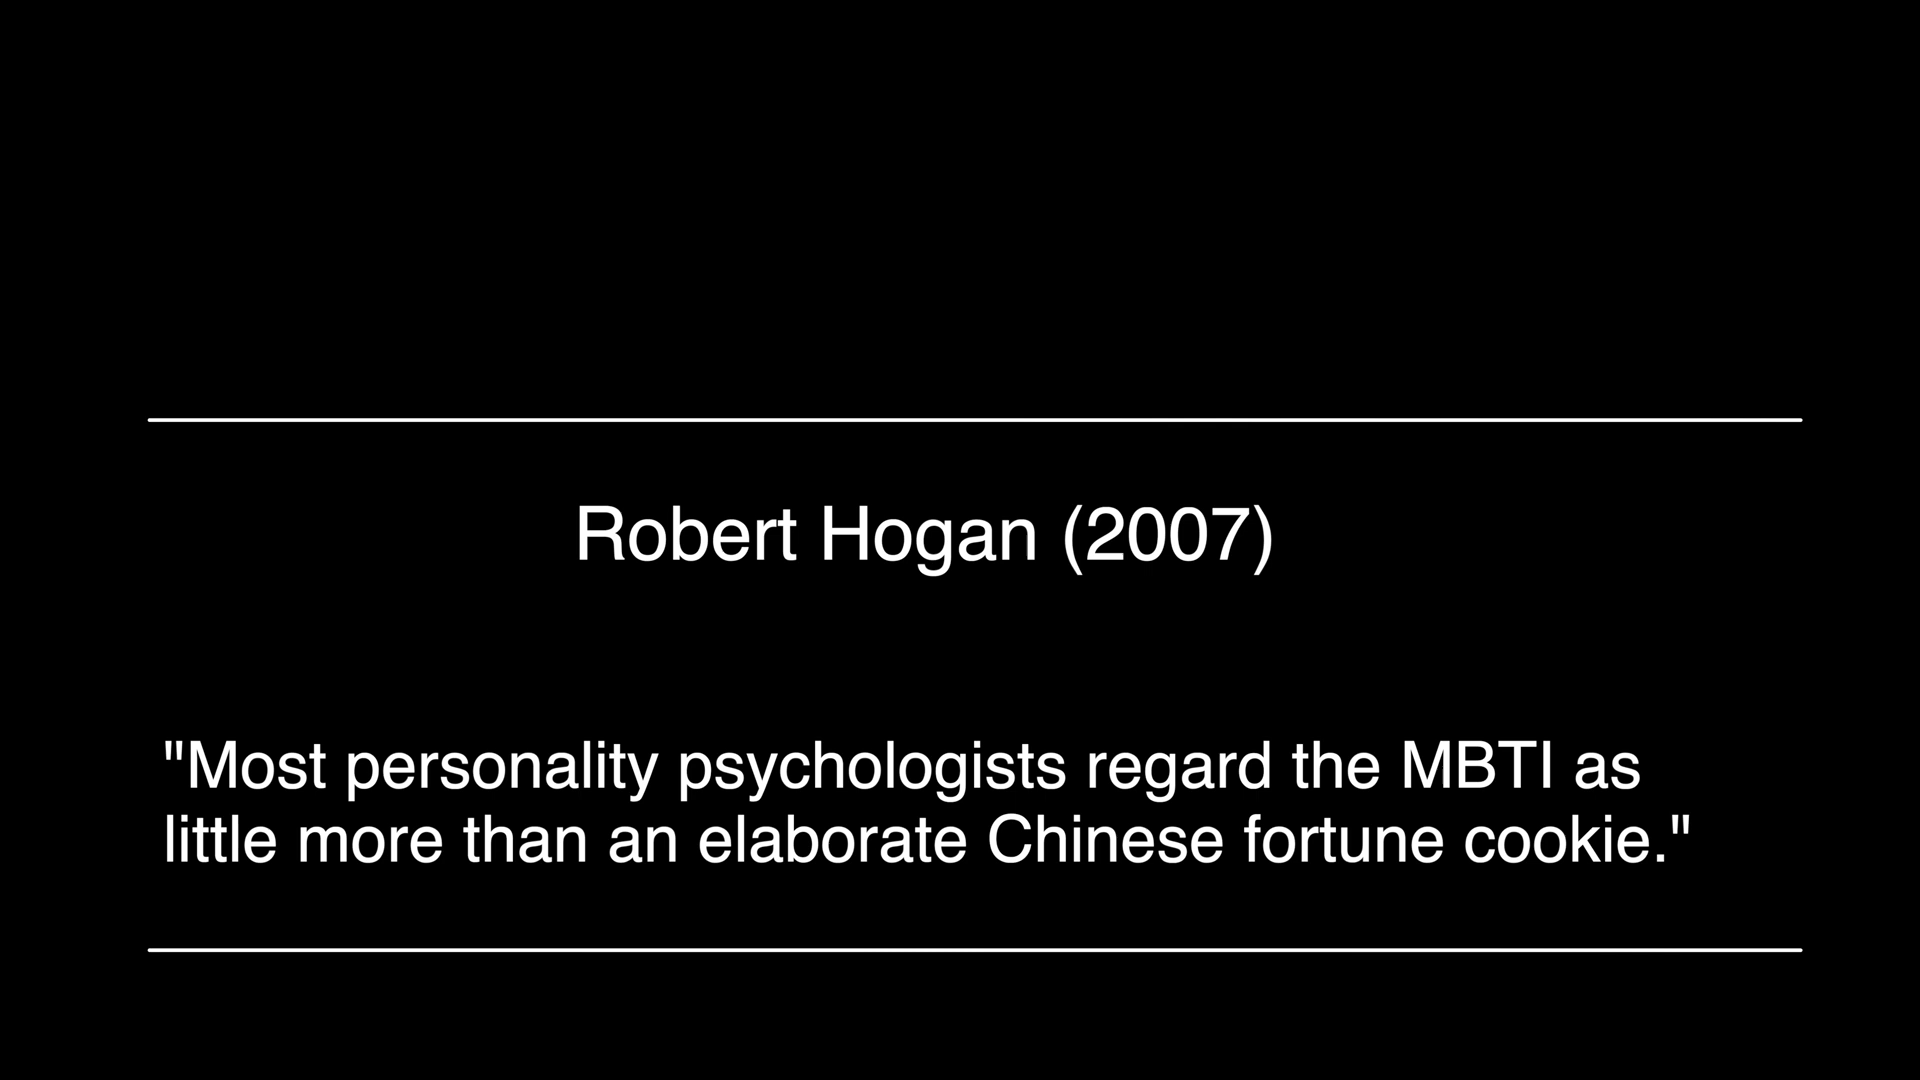 Robert Hogan (2007)
"Most personality psychologists regard the MBTI as
little more than an elaborate Chinese fortune cookie."